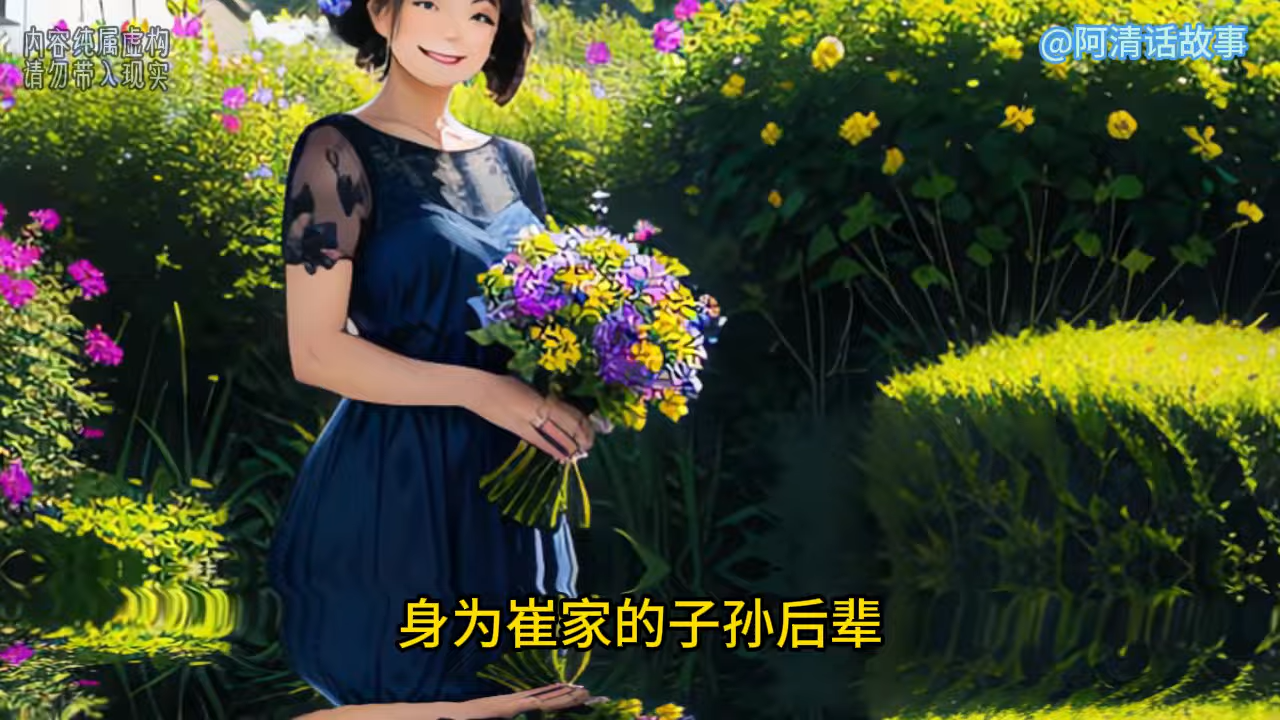 内容纯属虚构
请勿带入现实
@阿清话故事
身为崔家的子孙后辈